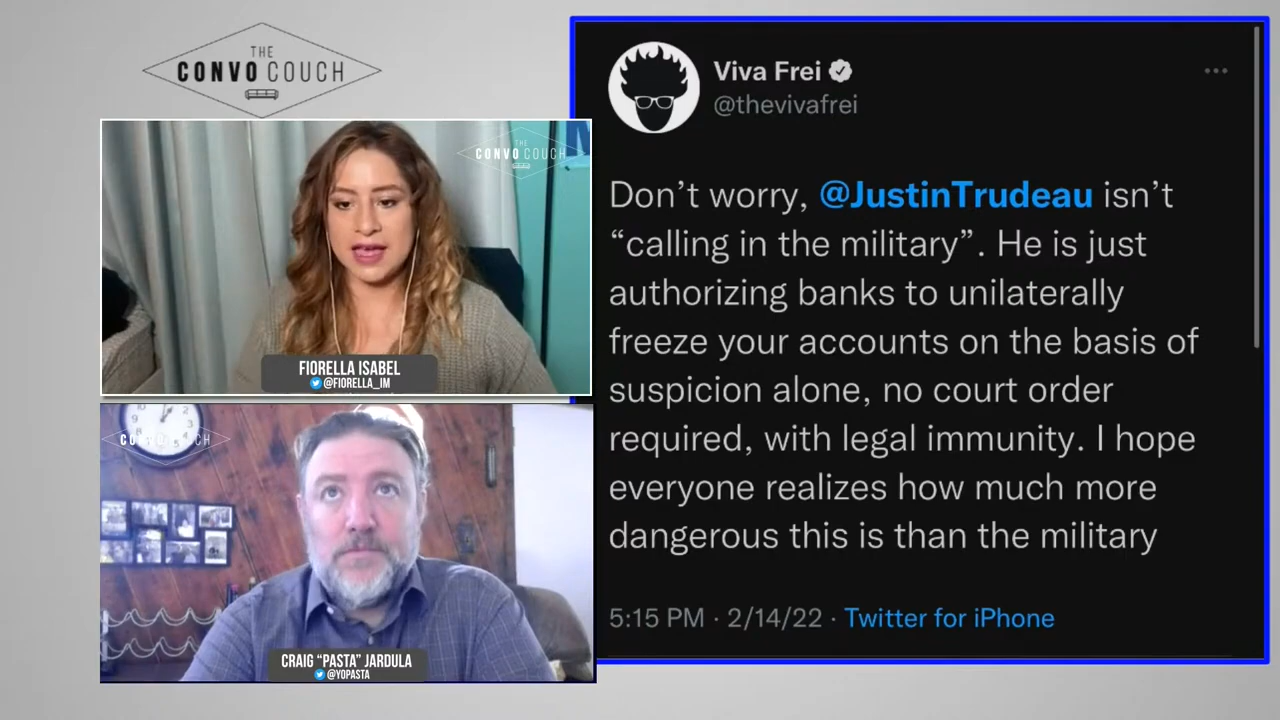 THE
CONVO COUCH
THE
CONVO COUCH
FIORELLA ISABEL
@FIORELLA_IM
CRAIG "PASTA" JARDULA
@YOPASTA
Viva Frei
@thevivafrei
Don’t worry, @JustinTrudeau isn’t
“calling in the military”. He is just
authorizing banks to unilaterally
freeze your accounts on the basis of
suspicion alone, no court order
required, with legal immunity. I hope
everyone realizes how much more
dangerous this is than the military
5:15 PM · 2/14/22 · Twitter for iPhone